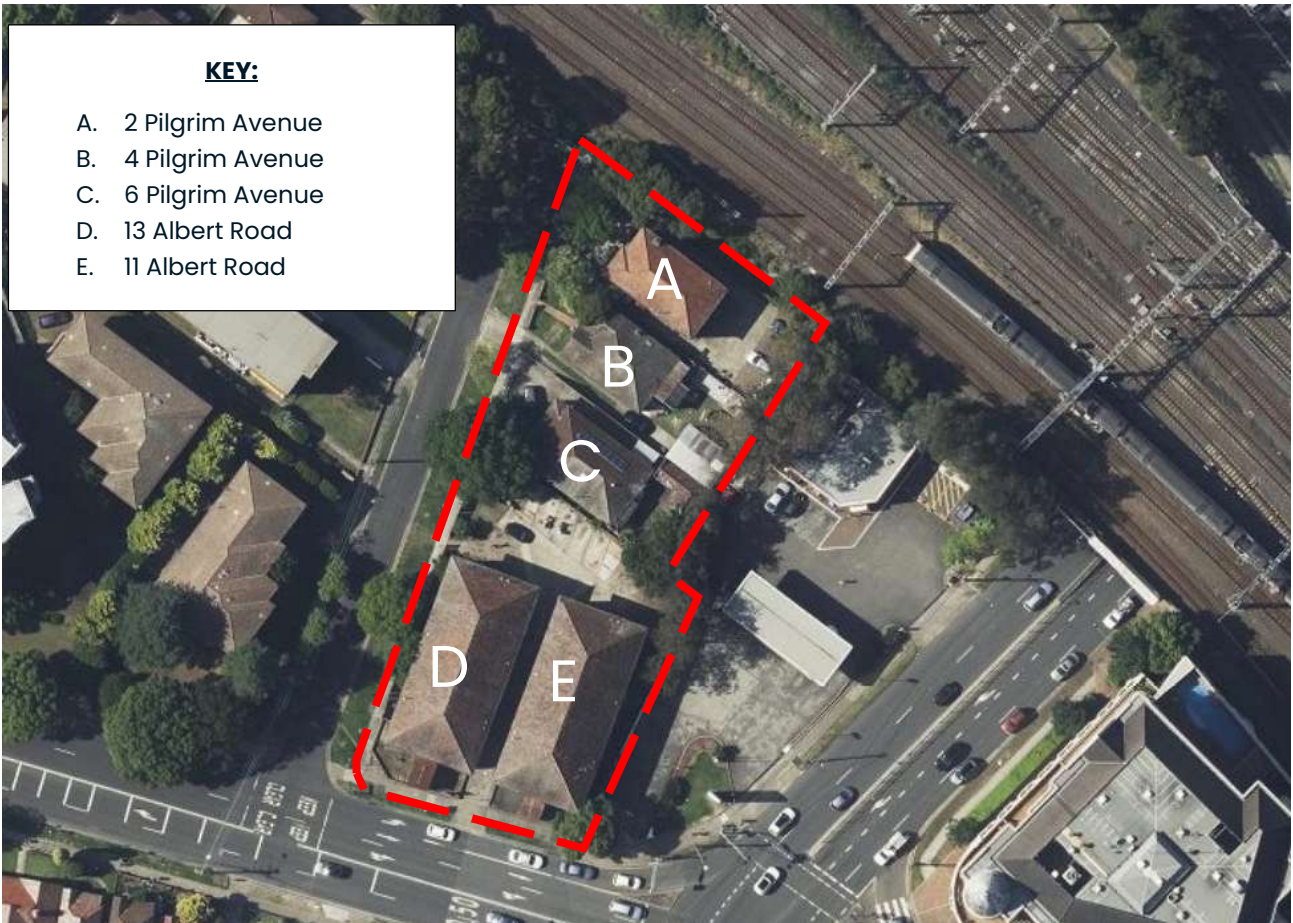 KEY:
A. 2 Pilgrim Avenue
B. 4 Pilgrim Avenue
C. 6 Pilgrim Avenue
D. 13 Albert Road
E. 11 Albert Road
A
B
C
D
E